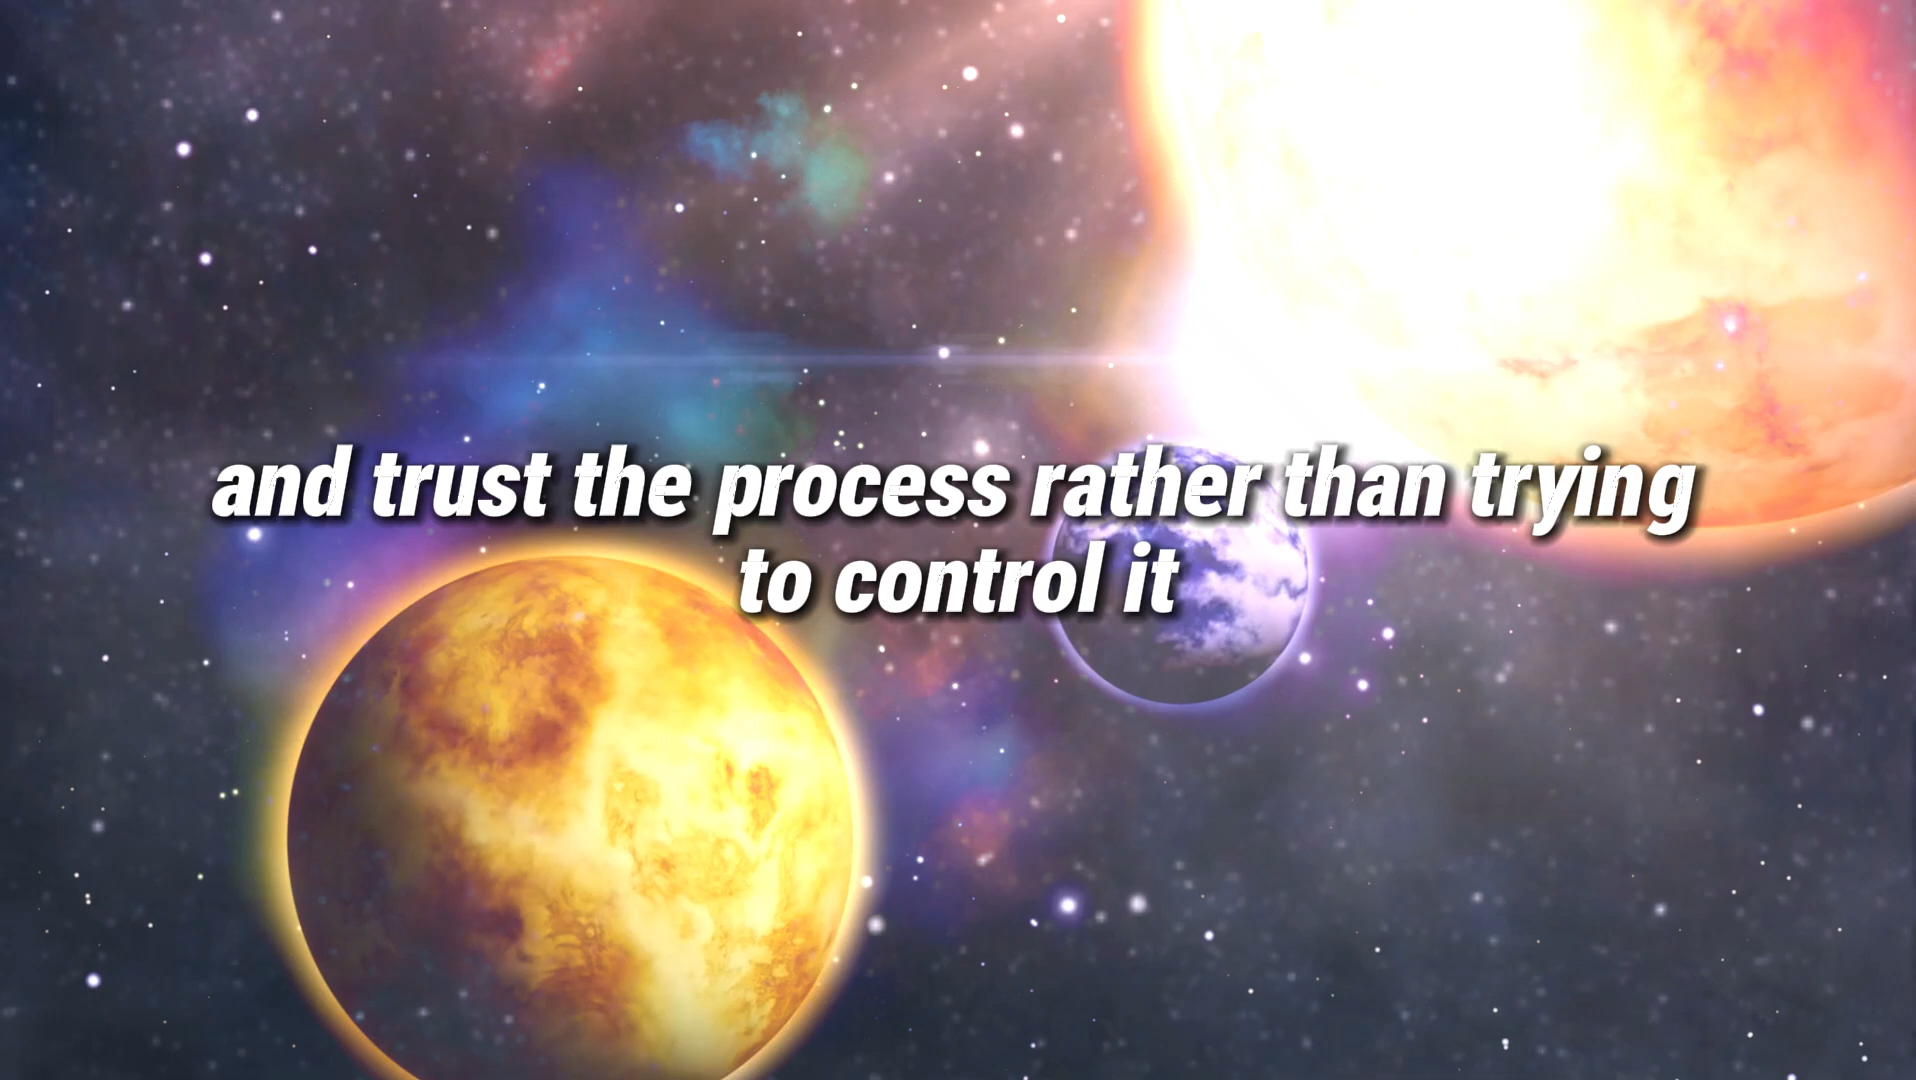 and trust the process rather than trying
to control it